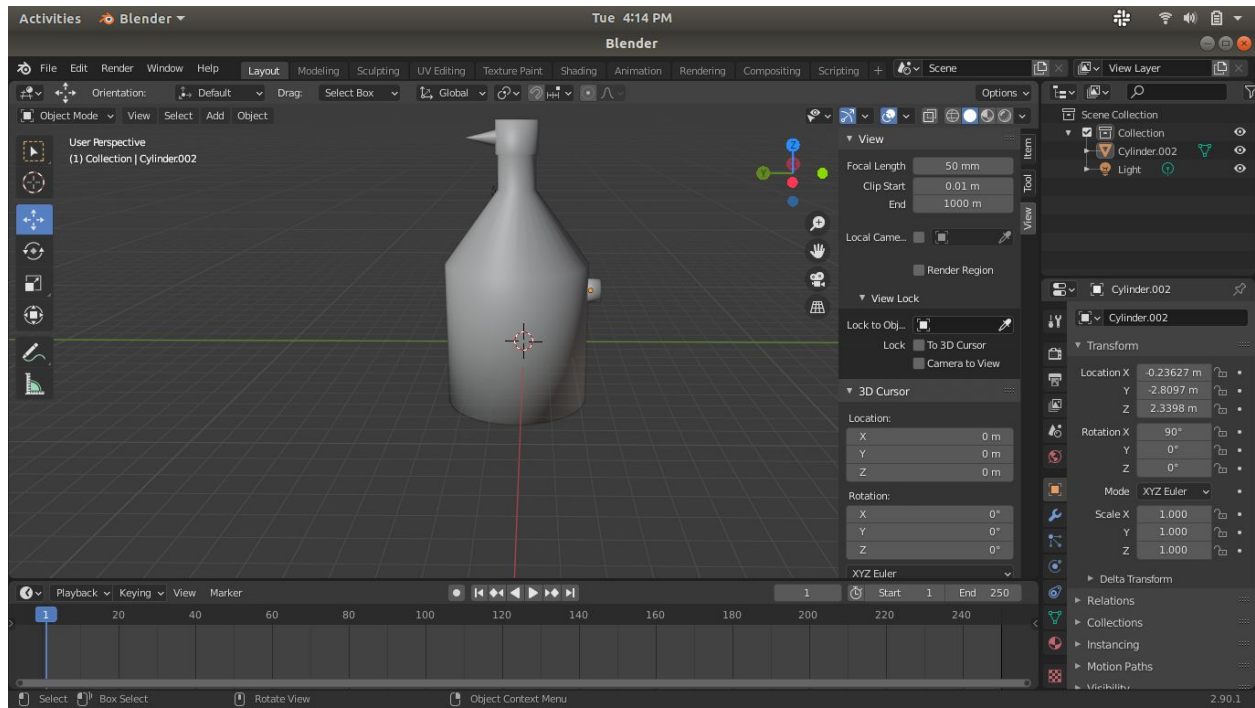 Activities Blender Tue 4:14 PM
Blender
File Edit Render Window Help Layout Modeling Sculpting UV Editing Texture Paint Shading Animation Rendering Compositing Scripting + Scene View Layer
Orientation: Default Drag: Select Box Global Options
Object Mode View Select Add Object
User Perspective
(1) Collection | Cylinder.002
Z
Y
View
Focal Length 50 mm
Clip Start 0.01 m
End 1000 m
Local Came...
Render Region
View Lock
Lock to Obj...
Lock To 3D Cursor
Camera to View
3D Cursor
Location:
X 0 m
Y 0 m
Z 0 m
Rotation:
X 0°
Y 0°
Z 0°
XYZ Euler
Item
Tool
View
Scene Collection
Collection
Cylinder.002
Light
Cylinder.002
Cylinder.002
Transform
Location X -0.23627 m
Y -2.8097 m
Z 2.3398 m
Rotation X 90°
Y 0°
Z 0°
Mode XYZ Euler
Scale X 1.000
Y 1.000
Z 1.000
Delta Transform
Relations
Collections
Instancing
Motion Paths
Visibility
Playback Keying View Marker 1 Start 1 End 250
1 20 40 60 80 100 120 140 160 180 200 220 240
Select Box Select Rotate View Object Context Menu 2.90.1